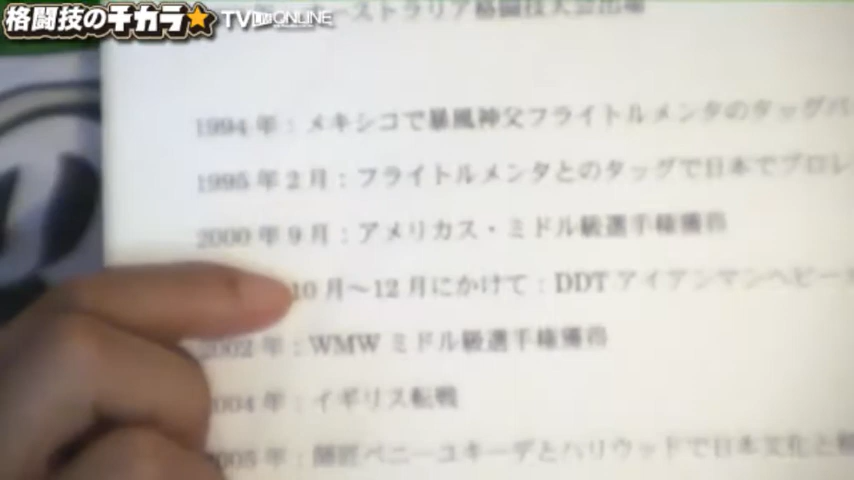 格闘技のチカラ★ TV LIVE ONLINE
ーストラリア格闘技大会出場
1994年：メキシコで暴風神父フライトルメンタのタッグパ
1995年2月：フライトルメンタとのタッグで日本でプロレ
2000年9月：アメリカス・ミドル級選手権獲得
10月～12月にかけて：DDTアイアンマンヘビー
2002年：WMWミドル級選手権獲得
2004年：イギリス転戦
2005年：師匠ベニーユキーデとハリウッドで日本文化と